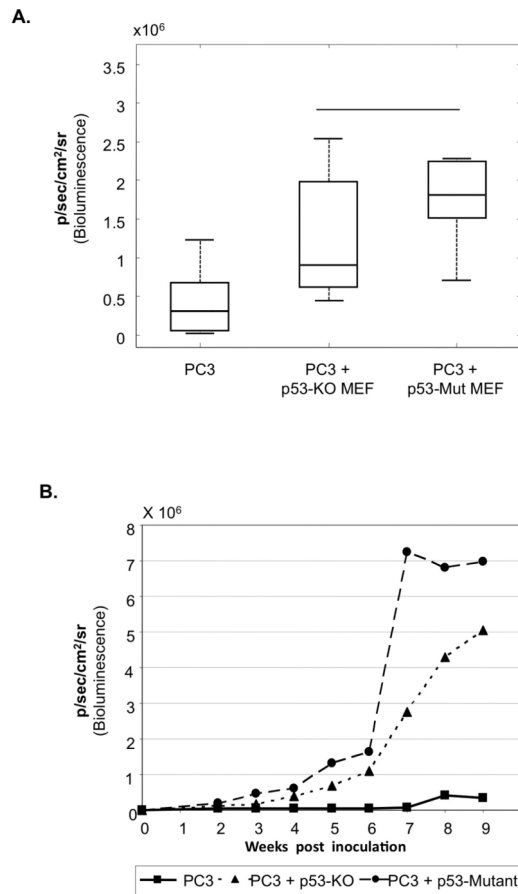 A.
x10⁶
p/sec/cm²/sr
(Bioluminescence)
3.5
3
2.5
2
1.5
1
0.5
0
PC3
PC3 +
p53-KO MEF
PC3 +
p53-Mut MEF
B.
X 10⁶
p/sec/cm²/sr
(Bioluminescence)
8
7
6
5
4
3
2
1
0
0 1 2 3 4 5 6 7 8 9
Weeks post inoculation
PC3 PC3 + p53-KO PC3 + p53-Mutant